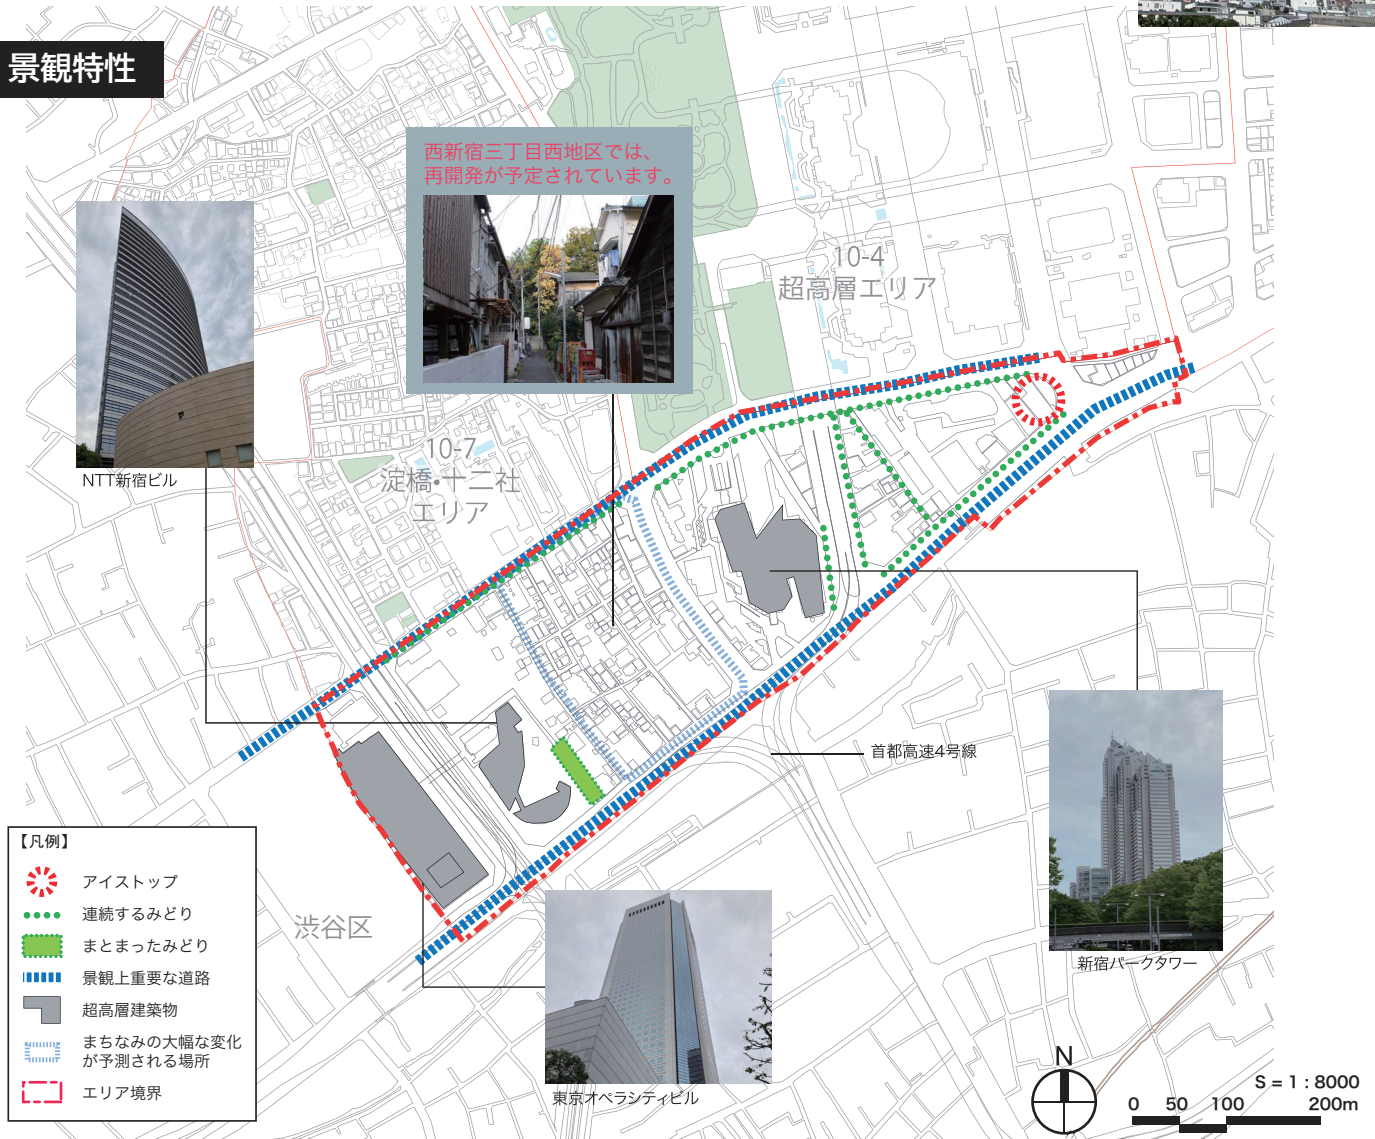 景観特性
西新宿三丁目西地区では、
再開発が予定されています。
10-4
超高層エリア
NTT新宿ビル
10-7
淀橋・十二社
エリア
首都高速4号線
【凡例】
アイストップ
連続するみどり
まとまったみどり
景観上重要な道路
超高層建築物
まちなみの大幅な変化
が予測される場所
エリア境界
渋谷区
新宿パークタワー
東京オペラシティビル
N
S = 1 : 8000
0 50 100 200m